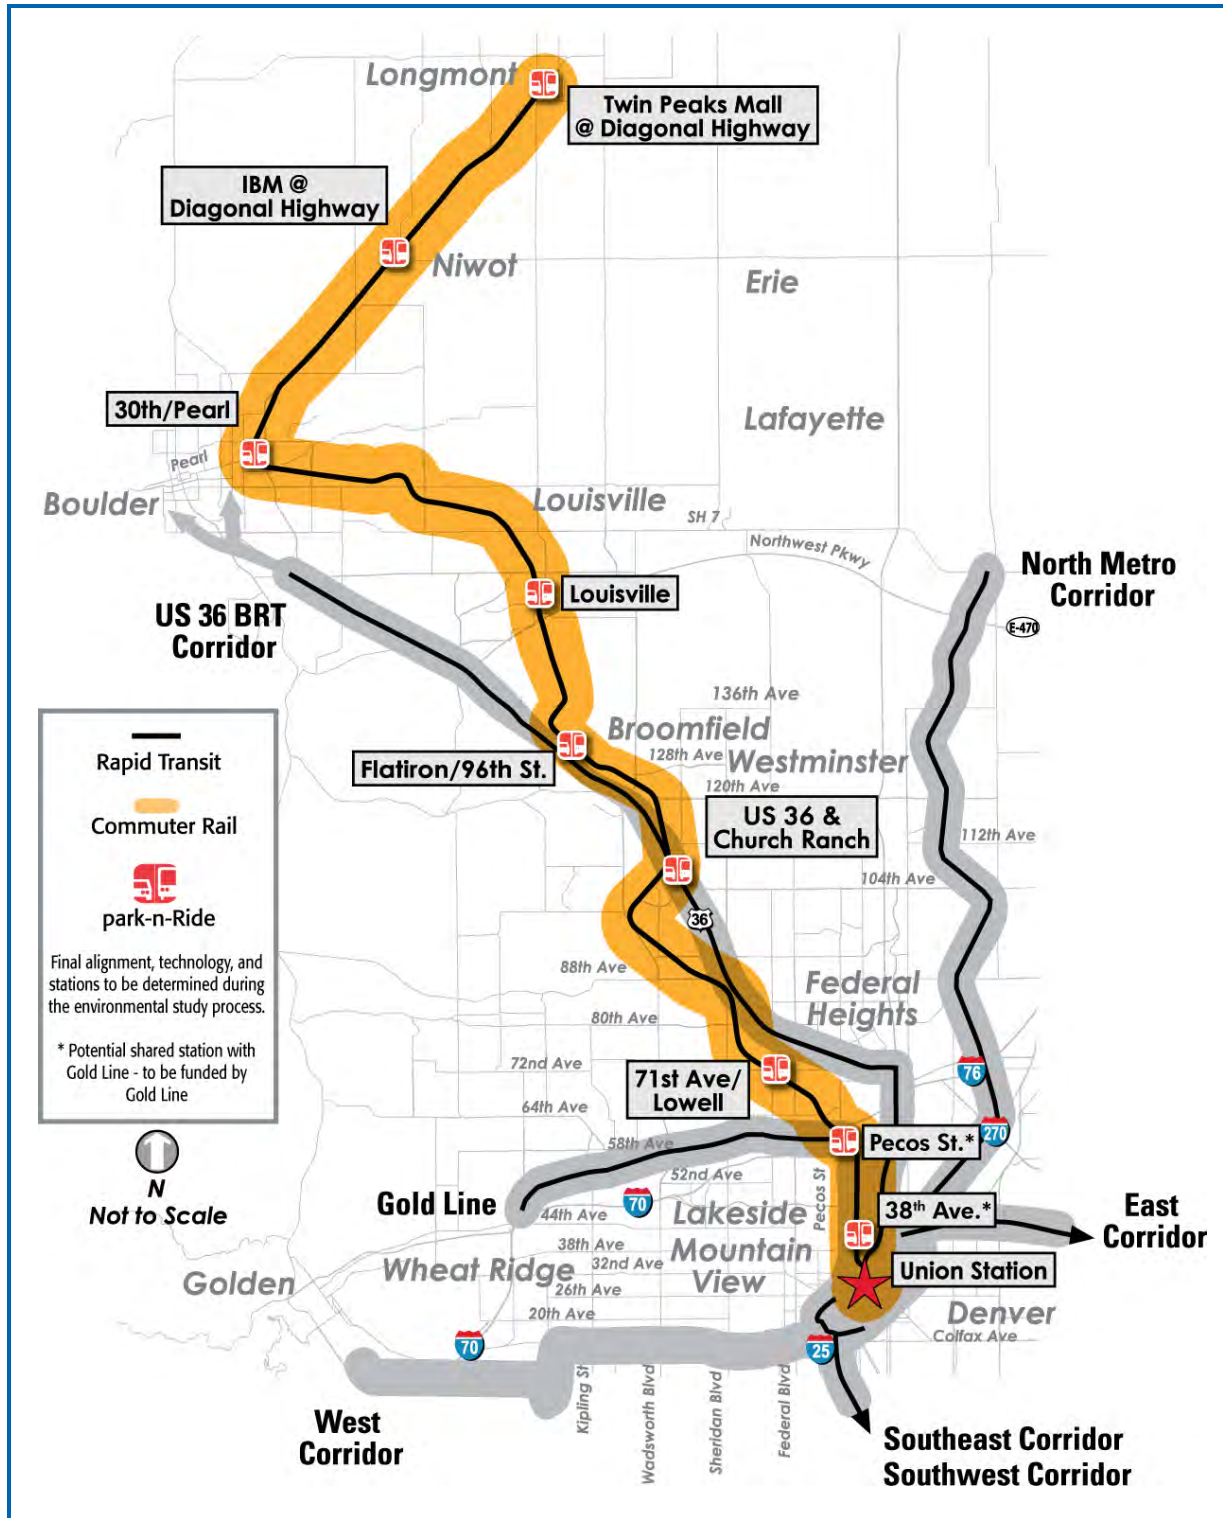 Longmont
Twin Peaks Mall
@ Diagonal Highway
IBM @
Diagonal Highway
Niwot
Erie
30th/Pearl
Lafayette
Pearl
Boulder
Louisville
SH 7
Northwest Pkwy
North Metro
Corridor
US 36 BRT
Corridor
Louisville
E-470
136th Ave
Broomfield
128th Ave
Westminster
Flatiron/96th St.
120th Ave
US 36 &
Church Ranch
112th Ave
104th Ave
36
Rapid Transit
Commuter Rail
park-n-Ride
Final alignment, technology, and
stations to be determined during
the environmental study process.
* Potential shared station with
Gold Line - to be funded by
Gold Line
N
Not to Scale
88th Ave
Federal
Heights
80th Ave
72nd Ave
71st Ave/
Lowell
76
64th Ave
270
58th Ave
Pecos St.*
52nd Ave
Pecos St
Gold Line
70
44th Ave
Lakeside
38th Ave.*
East
Corridor
38th Ave
Mountain
View
Wheat Ridge
32nd Ave
Union Station
Golden
26th Ave
20th Ave
Denver
Colfax Ave
70
25
Kipling St
Wadsworth Blvd
Sheridan Blvd
Federal Blvd
West
Corridor
Southeast Corridor
Southwest Corridor